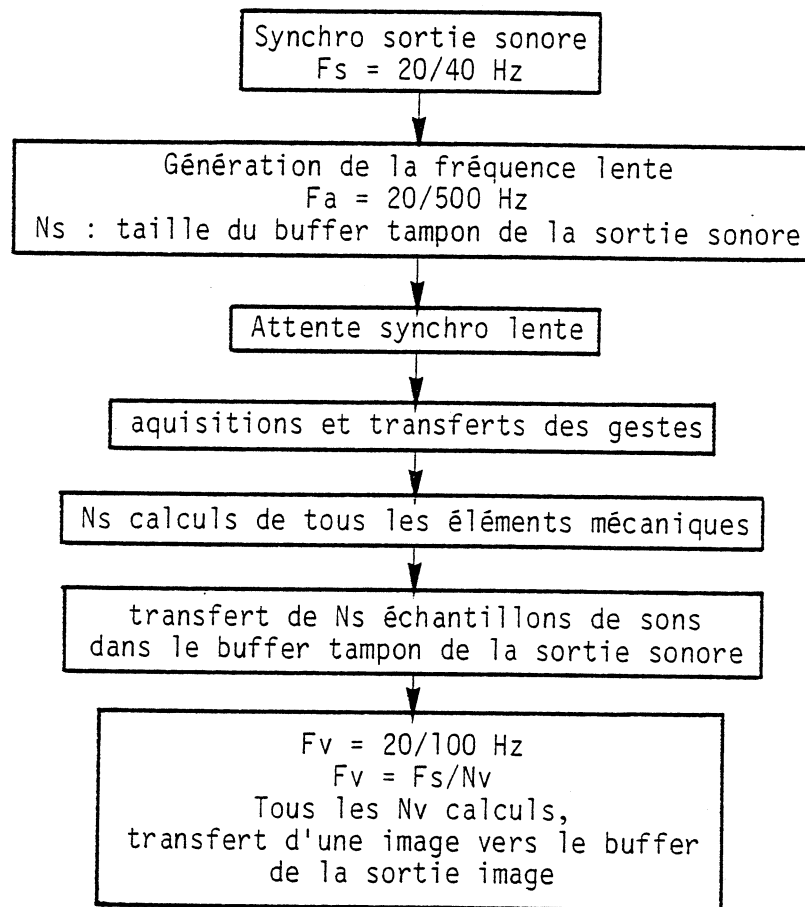 Synchro sortie sonore
Fs = 20/40 Hz
Génération de la fréquence lente
Fa = 20/500 Hz
Ns : taille du buffer tampon de la sortie sonore
Attente synchro lente
aquisitions et transferts des gestes
Ns calculs de tous les éléments mécaniques
transfert de Ns échantillons de sons
dans le buffer tampon de la sortie sonore
Fv = 20/100 Hz
Fv = Fs/Nv
Tous les Nv calculs,
transfert d'une image vers le buffer
de la sortie image